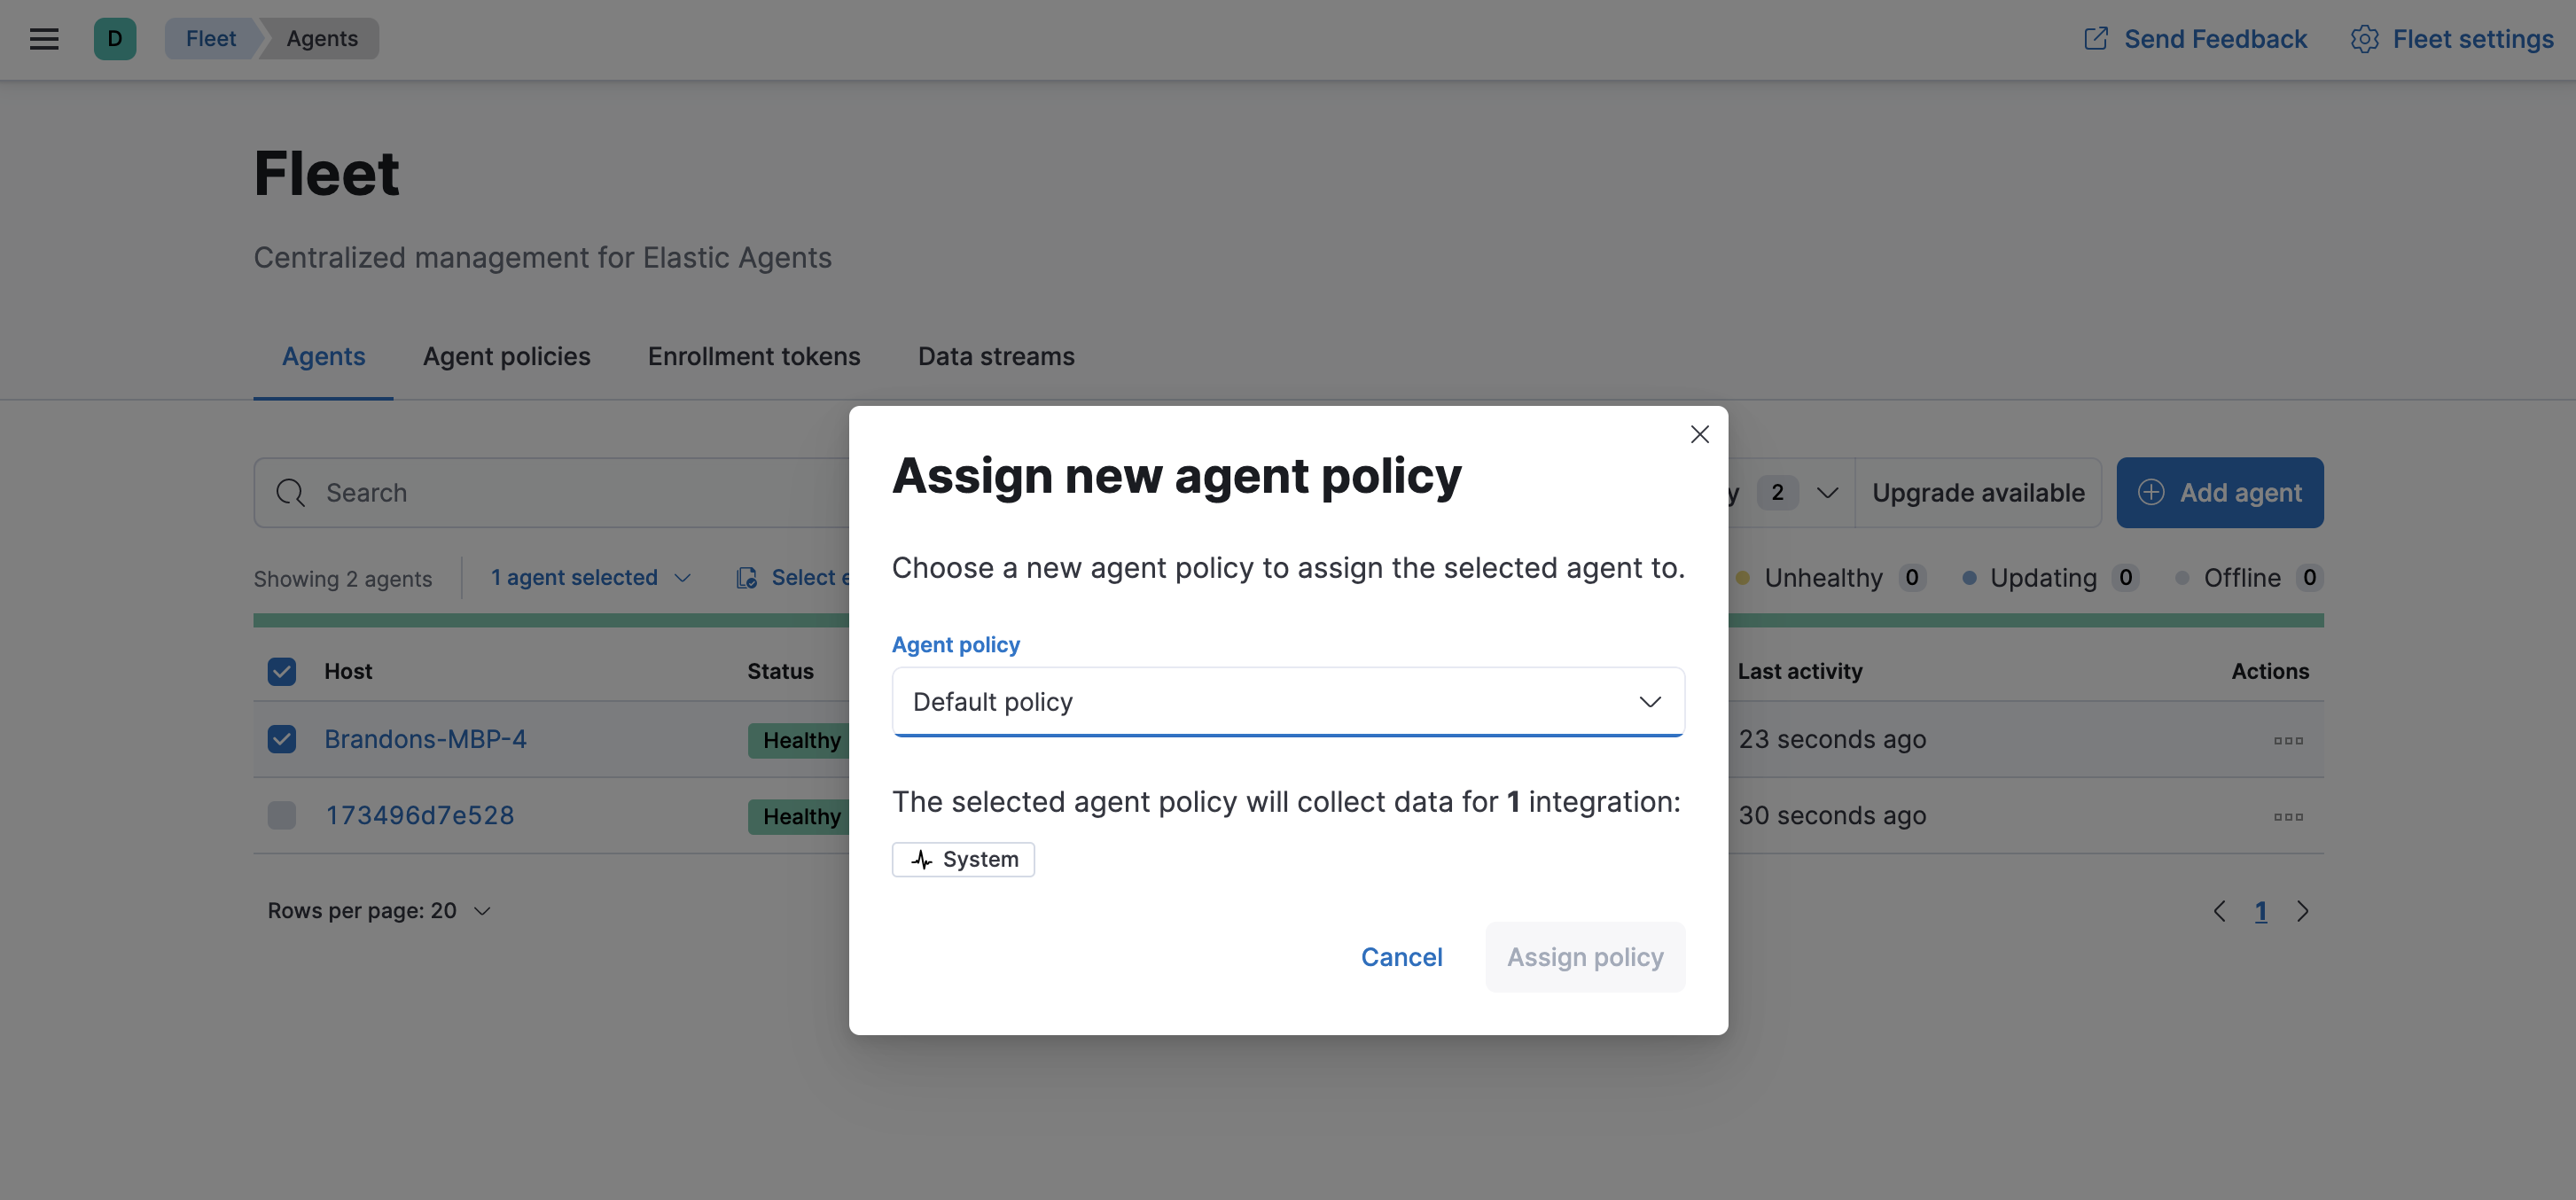 D Fleet Agents Send Feedback Fleet settings
Fleet
Centralized management for Elastic Agents
Agents Agent policies Enrollment tokens Data streams
Assign new agent policy
Search 2 Upgrade available Add agent
Choose a new agent policy to assign the selected agent to.
Showing 2 agents 1 agent selected Select Unhealthy 0 Updating 0 Offline 0
Agent policy
Host Status Last activity Actions
Default policy
Brandons-MBP-4 Healthy 23 seconds ago
The selected agent policy will collect data for 1 integration:
173496d7e528 Healthy 30 seconds ago
System
Rows per page: 20 1
Cancel Assign policy